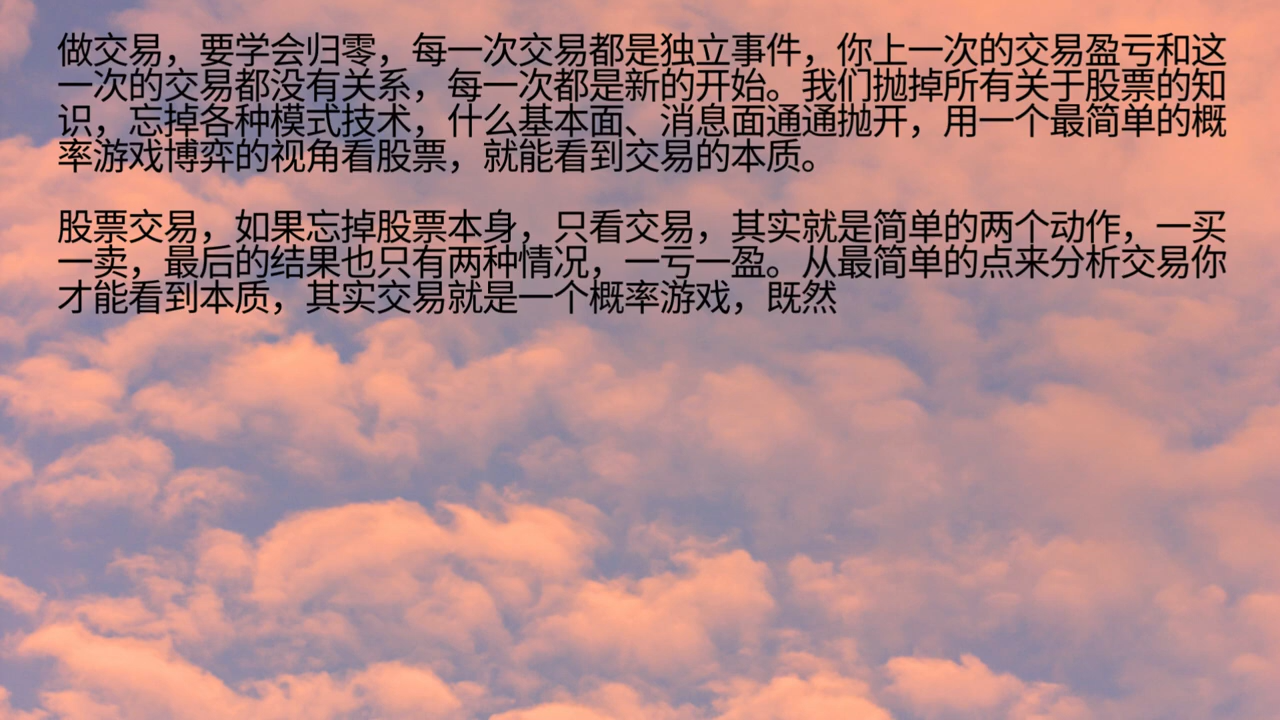 做交易，要学会归零，每一次交易都是独立事件，你上一次的交易盈亏和这
一次的交易都没有关系，每一次都是新的开始。我们抛掉所有关于股票的知
识，忘掉各种模式技术，什么基本面、消息面通通抛开，用一个最简单的概
率游戏博弈的视角看股票，就能看到交易的本质。
股票交易，如果忘掉股票本身，只看交易，其实就是简单的两个动作，一买
一卖，最后的结果也只有两种情况，一亏一盈。从最简单的点来分析交易你
才能看到本质，其实交易就是一个概率游戏，既然